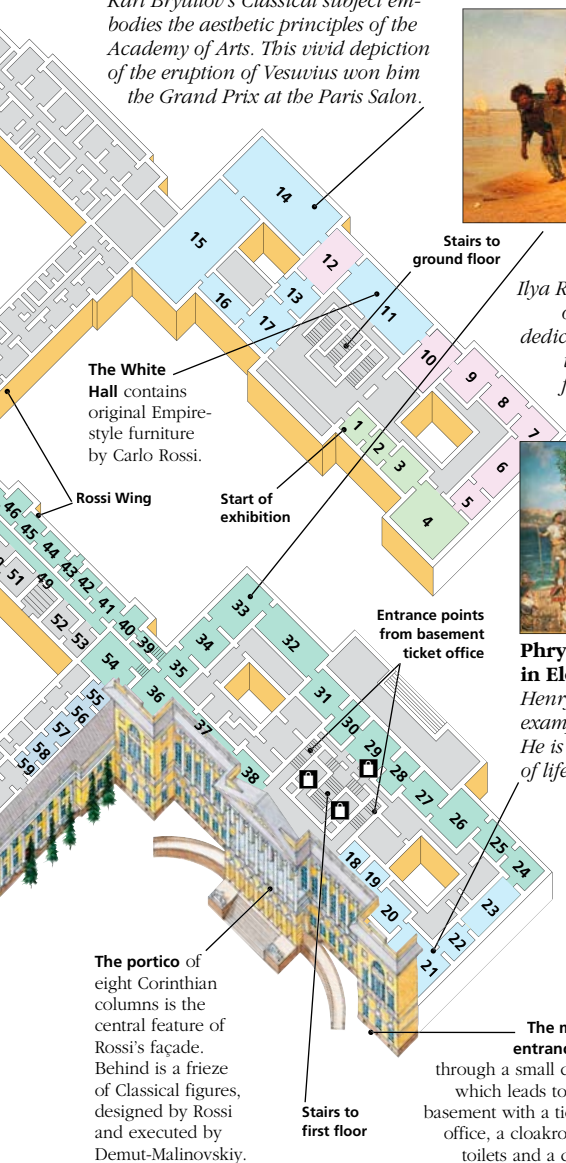 Karl Bryullov's Classical subject em-
bodies the aesthetic principles of the
Academy of Arts. This vivid depiction
of the eruption of Vesuvius won him
the Grand Prix at the Paris Salon.
14
15
12
Stairs to
ground floor
13
16
11
17
10
Ilya
dedic
9
8
7
The White
Hall contains
original Empire-
style furniture
by Carlo Rossi.
1
2
3
6
5
4
Rossi Wing
Start of
exhibition
46
45
44
43
42
41
40
39
49
51
52
53
54
33
34
32
35
36
31
37
38
30
29
28
27
26
25
24
Entrance points
from basement
ticket office
Phry
in El
Henry
exam
He is
of life
55
56
57
58
59
18
19
20
23
22
21
The portico of
eight Corinthian
columns is the
central feature of
Rossi's façade.
Behind is a frieze
of Classical figures,
designed by Rossi
and executed by
Demut-Malinovskiy.
Stairs to
first floor
The
entrance
through a small
which leads to
basement with a
office, a
toilets and a